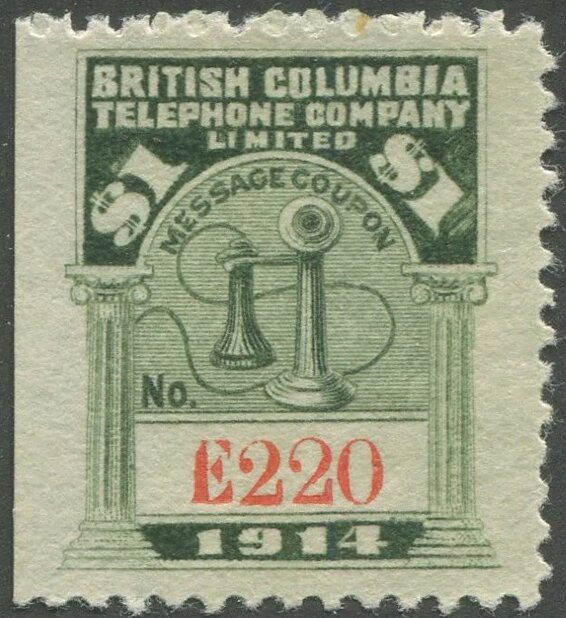 BRITISH COLUMBIA
TELEPHONE COMPANY
LIMITED
$1 $1
MESSAGE COUPON
No.
E220
1914